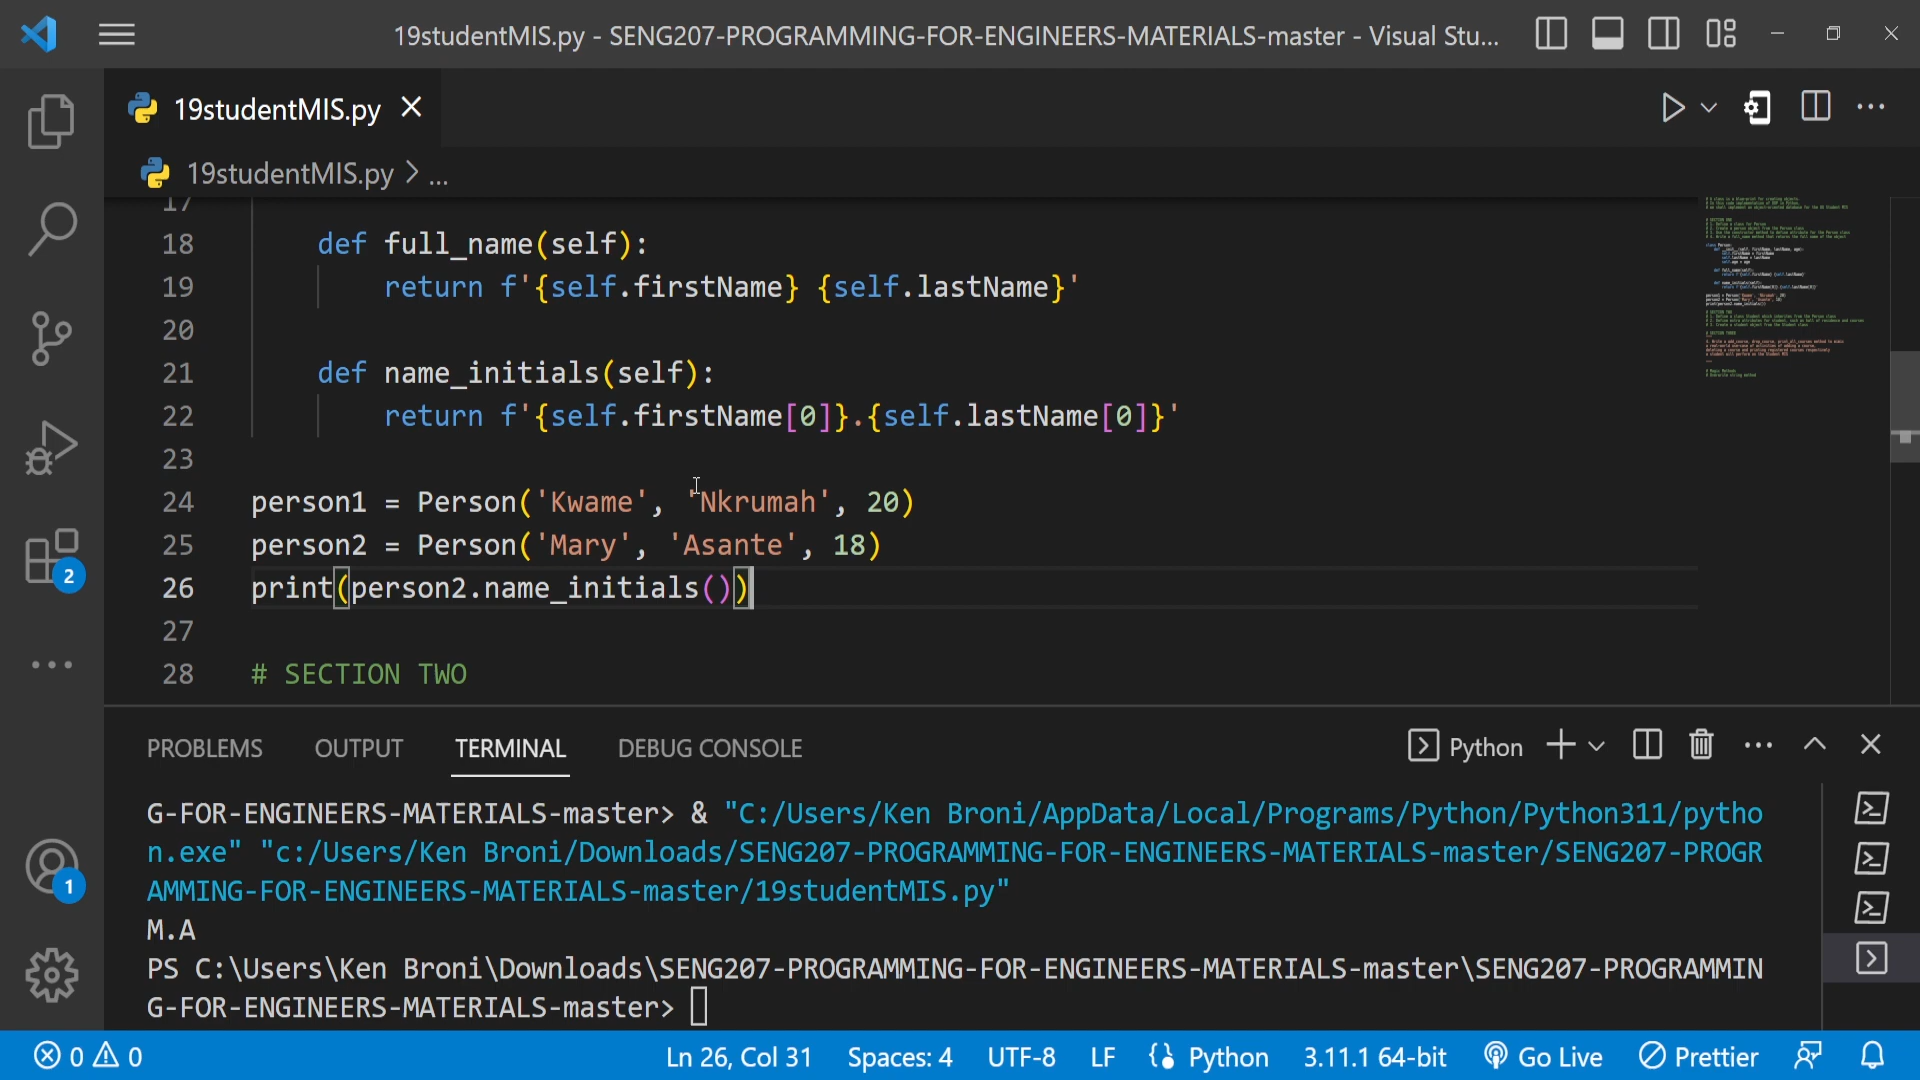 19studentMIS.py - SENG207-PROGRAMMING-FOR-ENGINEERS-MATERIALS-master - Visual Stu...
19studentMIS.py
19studentMIS.py > ...
17
18 def full_name(self):
19 return f'{self.firstName} {self.lastName}'
20
21 def name_initials(self):
22 return f'{self.firstName[0]}.{self.lastName[0]}'
23
24 person1 = Person('Kwame', 'Nkrumah', 20)
25 person2 = Person('Mary', 'Asante', 18)
26 print(person2.name_initials())
27
28 # SECTION TWO
2
PROBLEMS OUTPUT TERMINAL DEBUG CONSOLE Python
G-FOR-ENGINEERS-MATERIALS-master> & "C:/Users/Ken Broni/AppData/Local/Programs/Python/Python311/pytho
n.exe" "c:/Users/Ken Broni/Downloads/SENG207-PROGRAMMING-FOR-ENGINEERS-MATERIALS-master/SENG207-PROGR
AMMING-FOR-ENGINEERS-MATERIALS-master/19studentMIS.py"
M.A
PS C:\Users\Ken Broni\Downloads\SENG207-PROGRAMMING-FOR-ENGINEERS-MATERIALS-master\SENG207-PROGRAMMIN
G-FOR-ENGINEERS-MATERIALS-master>
1
0 0 Ln 26, Col 31 Spaces: 4 UTF-8 LF Python 3.11.1 64-bit Go Live Prettier